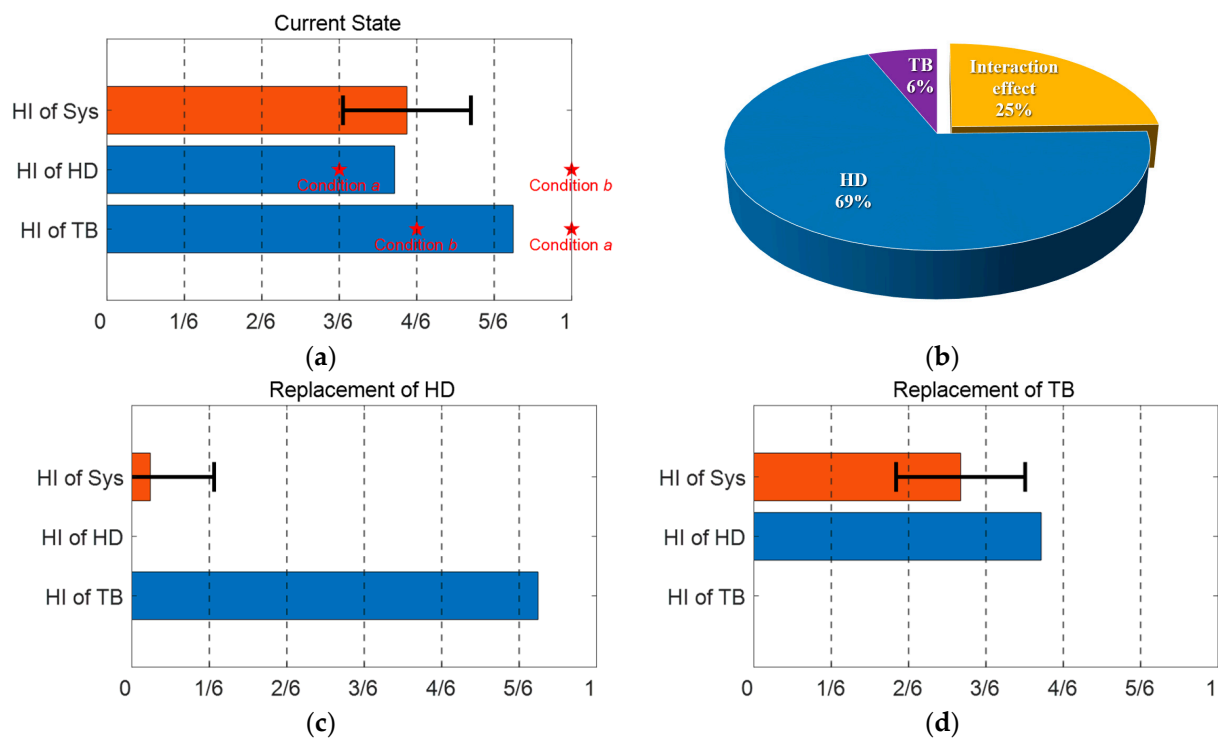 Current State
HI of Sys
HI of HD
HI of TB
Condition a
Condition b
Condition b
Condition a
0 1/6 2/6 3/6 4/6 5/6 1
(a)
TB
6%
Interaction
effect
25%
HD
69%
(b)
Replacement of HD
HI of Sys
HI of HD
HI of TB
0 1/6 2/6 3/6 4/6 5/6 1
(c)
Replacement of TB
HI of Sys
HI of HD
HI of TB
0 1/6 2/6 3/6 4/6 5/6 1
(d)